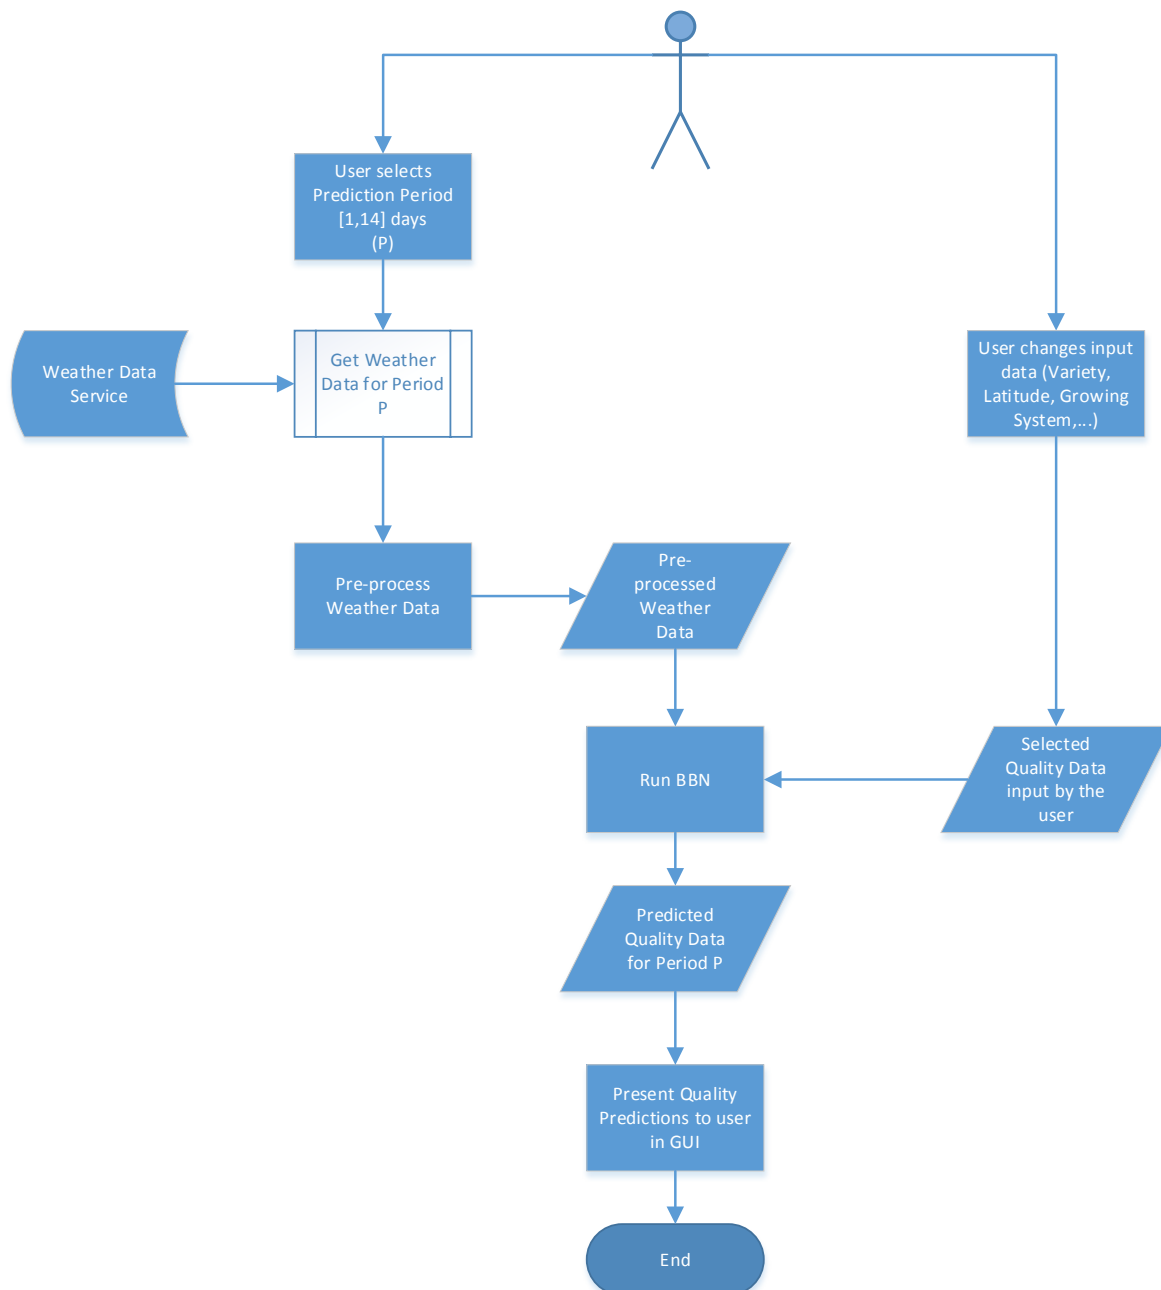 User selects
Prediction Period
[1,14] days
(P)
Weather Data
Service
Get Weather
Data for Period
P
User changes input
data (Variety,
Latitude, Growing
System,...)
Pre-process
Weather Data
Pre-
processed
Weather
Data
Run BBN
Selected
Quality Data
input by the
user
Predicted
Quality Data
for Period P
Present Quality
Predictions to user
in GUI
End